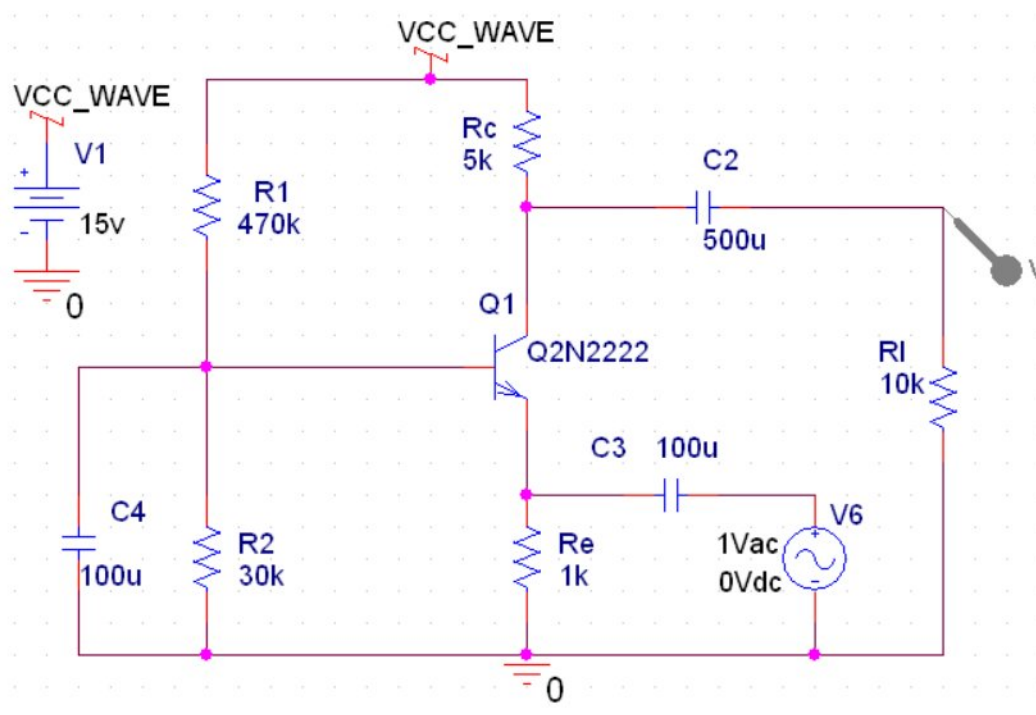 VCC_WAVE
VCC_WAVE
V1
+
-
15v
0
Rc
5k
C2
500u
R1
470k
Q1
Q2N2222
Rl
10k
C3 100u
C4
100u
R2
30k
Re
1k
V6
1Vac
0Vdc
+
-
0
V